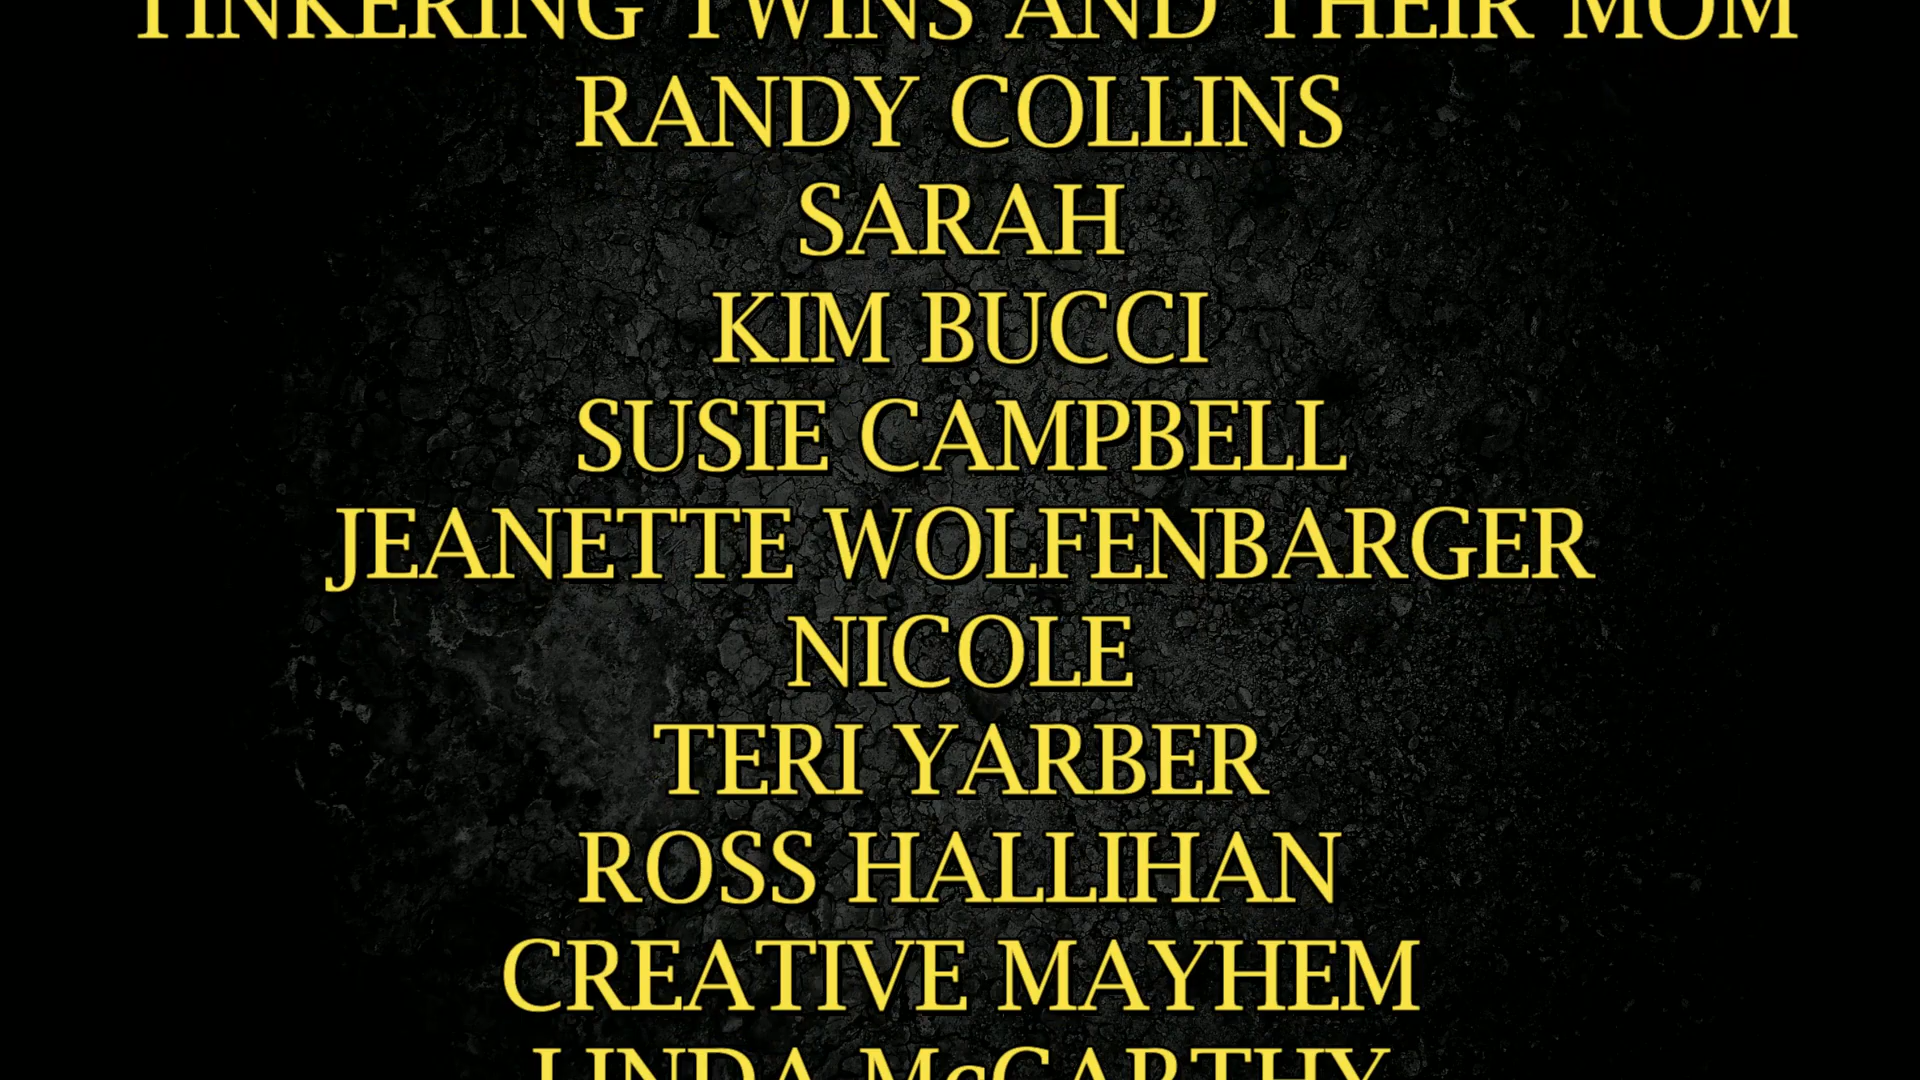 TINKERING TWINS AND THEIR MOM
RANDY COLLINS
SARAH
KIM BUCCI
SUSIE CAMPBELL
JEANETTE WOLFENBARGER
NICOLE
TERI YARBER
ROSS HALLIHAN
CREATIVE MAYHEM
LINDA McCARTHY